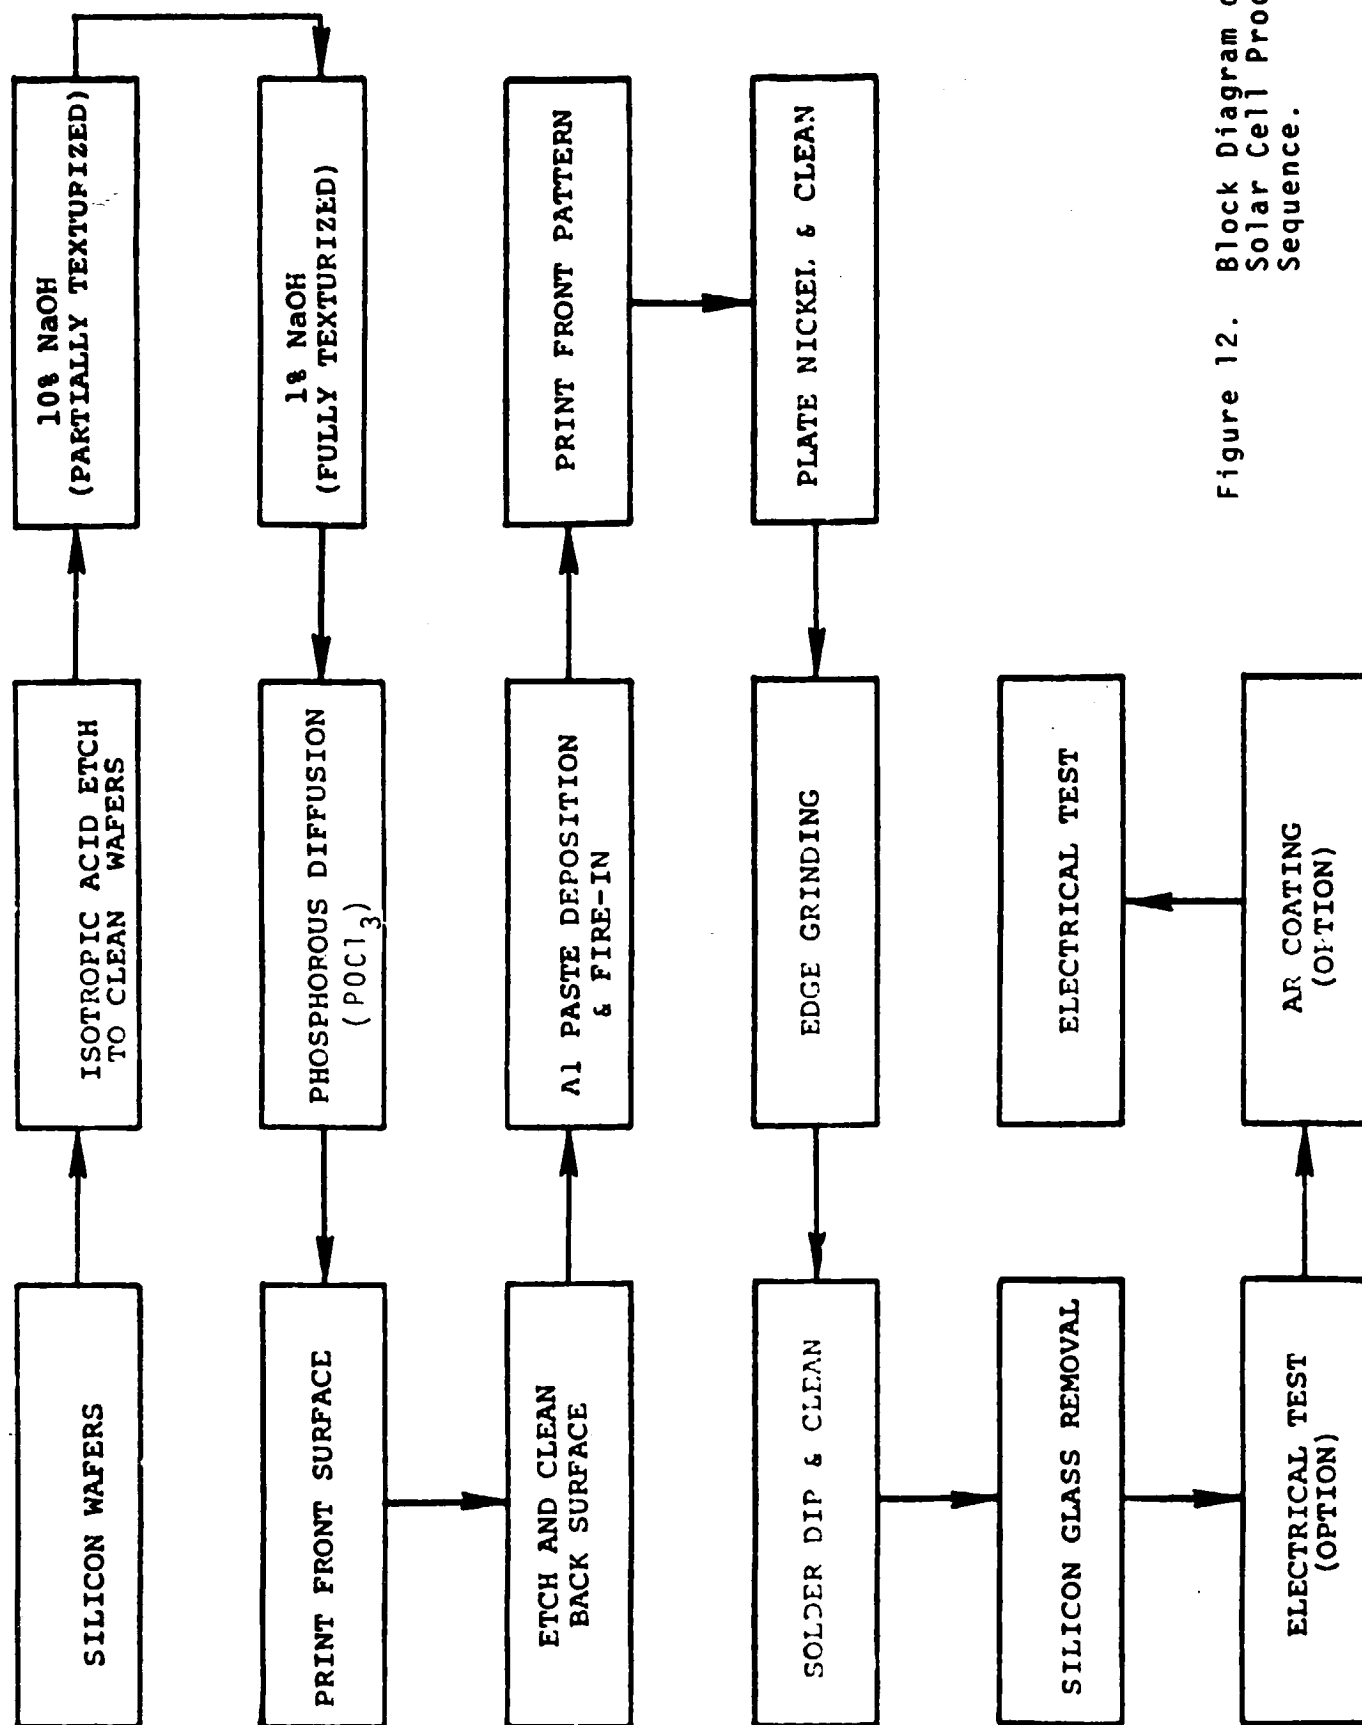 SILICON WAFERS
ISOTROPIC ACID ETCH
TO CLEAN WAFERS
10% NaOH
(PARTIALLY TEXTURIZED)
1% NaOH
(FULLY TEXTURIZED)
PHOSPHOROUS DIFFUSION
(POCl3)
PRINT FRONT SURFACE
ETCH AND CLEAN
BACK SURFACE
Al PASTE DEPOSITION
& FIRE-IN
PRINT FRONT PATTERN
PLATE NICKEL & CLEAN
EDGE GRINDING
SOLDER DIP & CLEAN
SILICON GLASS REMOVAL
ELECTRICAL TEST
(OPTION)
AR COATING
(OPTION)
ELECTRICAL TEST
Figure 12. Block Diagram
Solar Cell
Sequence.